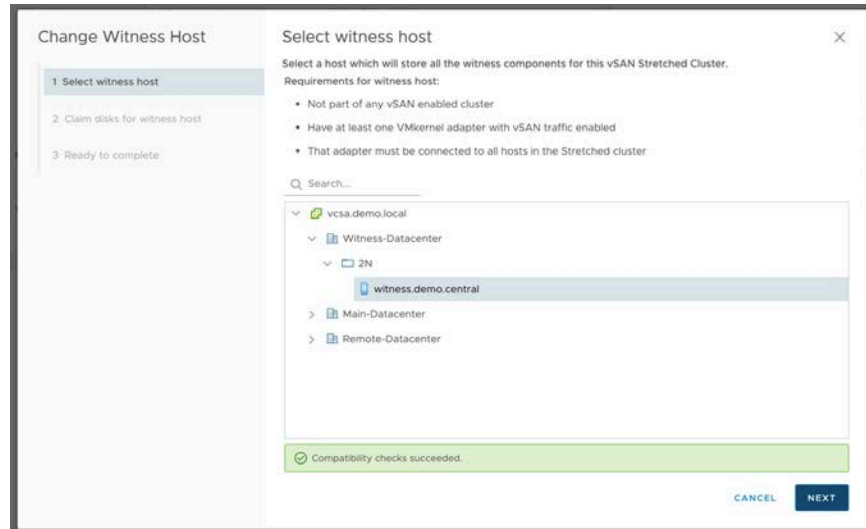 Change Witness Host
1 Select witness host
2 Claim disks for witness host
3 Ready to complete
Select witness host
Select a host which will store all the witness components for this vSAN Stretched Cluster.
Requirements for witness host:
• Not part of any vSAN enabled cluster
• Have at least one VMkernel adapter with vSAN traffic enabled
• That adapter must be connected to all hosts in the Stretched cluster
Search...
vcsa.demo.local
Witness-Datacenter
2N
witness.demo.central
Main-Datacenter
Remote-Datacenter
Compatibility checks succeeded.
CANCEL
NEXT